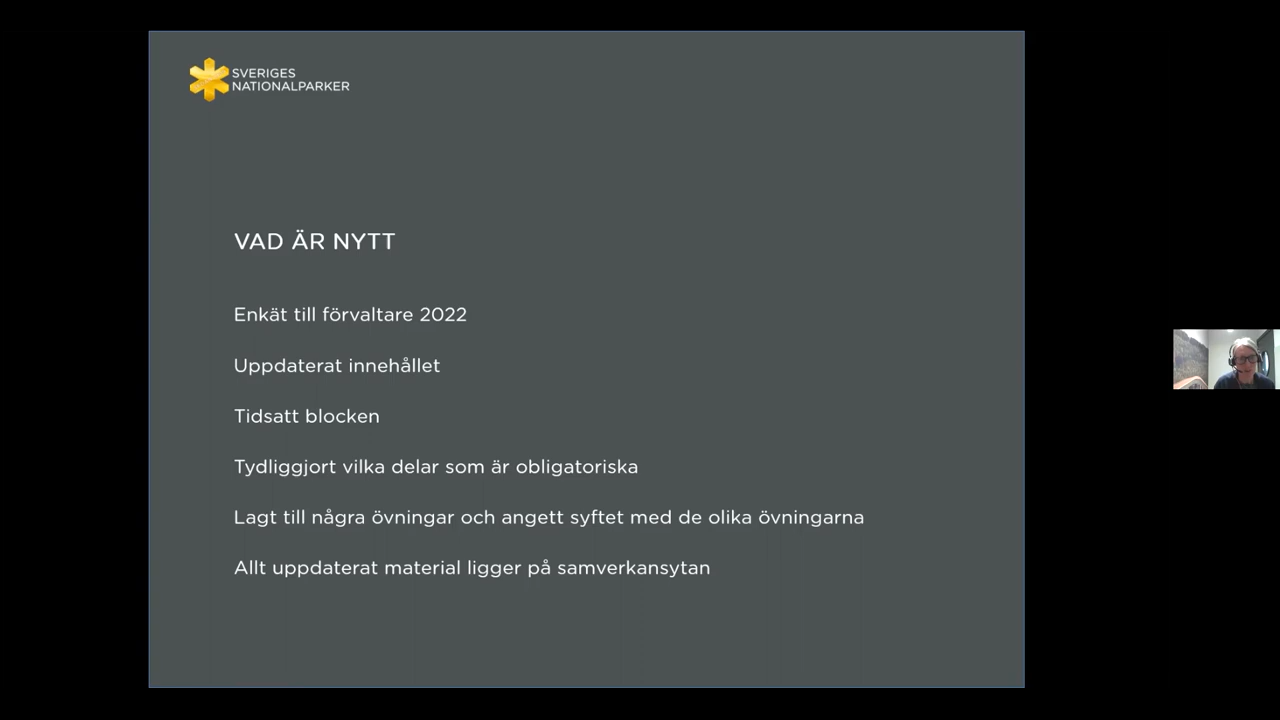 SVERIGES
NATIONALPARKER
VAD ÄR NYTT
Enkät till förvaltare 2022
Uppdaterat innehållet
Tidsatt blocken
Tydliggjort vilka delar som är obligatoriska
Lagt till några övningar och angett syftet med de olika övningarna
Allt uppdaterat material ligger på samverkansytan